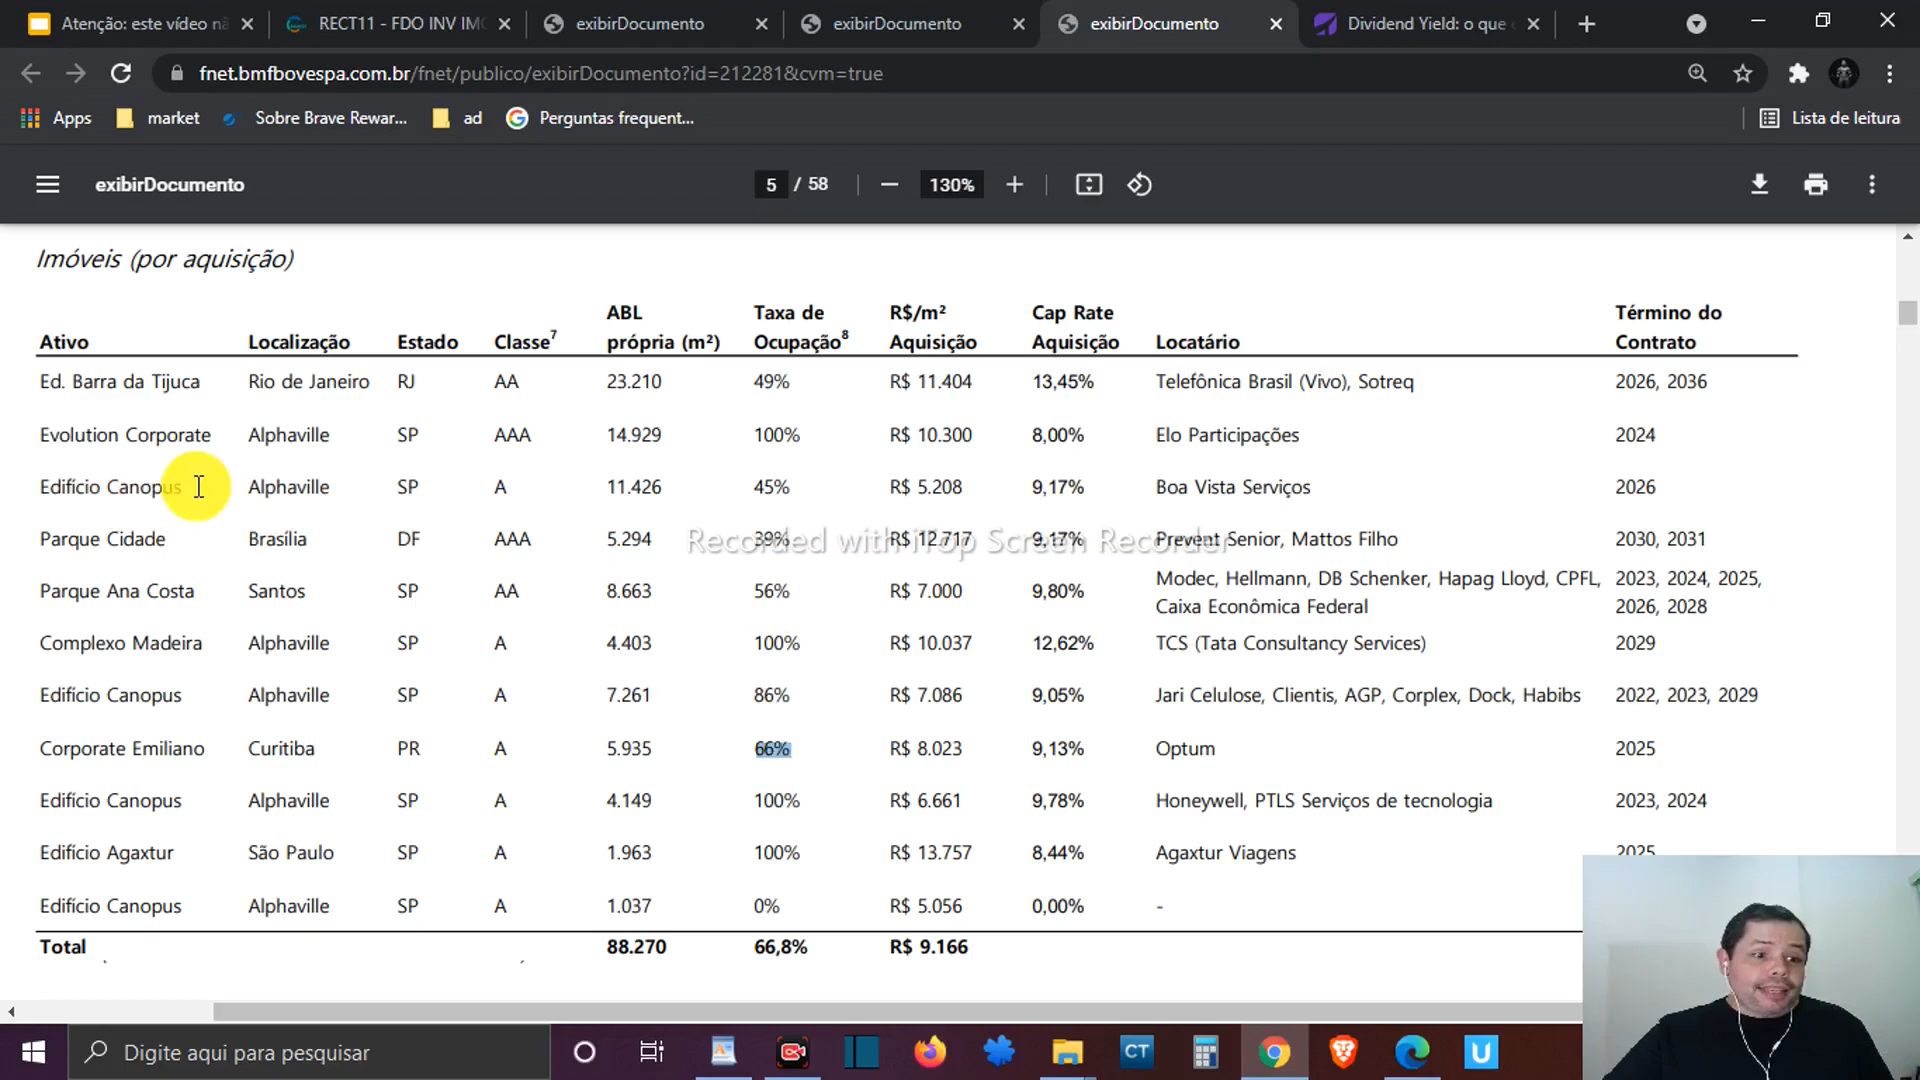 Atenção: este vídeo nã
RECT11 - FDO INV IM
exibirDocumento
exibirDocumento
exibirDocumento
Dividend Yield: o que
fnet.bmfbovespa.com.br/fnet/publico/exibirDocumento?id=212281&cvm=true
Apps
market
Sobre Brave Rewar...
ad
Perguntas frequent...
Lista de leitura
exibirDocumento
5 / 58
130%
Imóveis (por aquisição)
Ativo Localização Estado Classe7 ABL própria (m²) Taxa de Ocupação8 R$/m² Aquisição Cap Rate Aquisição Locatário Término do Contrato
Ed. Barra da Tijuca Rio de Janeiro RJ AA 23.210 49% R$ 11.404 13,45% Telefônica Brasil (Vivo), Sotreq 2026, 2036
Evolution Corporate Alphaville SP AAA 14.929 100% R$ 10.300 8,00% Elo Participações 2024
Edifício Canopus Alphaville SP A 11.426 45% R$ 5.208 9,17% Boa Vista Serviços 2026
Parque Cidade Brasília DF AAA 5.294 39% R$ 12.717 9,17% Prevent Senior, Mattos Filho 2030, 2031
Recorded with iTop Screen Recorder
Parque Ana Costa Santos SP AA 8.663 56% R$ 7.000 9,80% Modec, Hellmann, DB Schenker, Hapag Lloyd, CPFL, 2023, 2024, 2025,
Caixa Econômica Federal 2026, 2028
Complexo Madeira Alphaville SP A 4.403 100% R$ 10.037 12,62% TCS (Tata Consultancy Services) 2029
Edifício Canopus Alphaville SP A 7.261 86% R$ 7.086 9,05% Jari Celulose, Clientis, AGP, Corplex, Dock, Habibs 2022, 2023, 2029
Corporate Emiliano Curitiba PR A 5.935 66% R$ 8.023 9,13% Optum 2025
Edifício Canopus Alphaville SP A 4.149 100% R$ 6.661 9,78% Honeywell, PTLS Serviços de tecnologia 2023, 2024
Edifício Agaxtur São Paulo SP A 1.963 100% R$ 13.757 8,44% Agaxtur Viagens 2025
Edifício Canopus Alphaville SP A 1.037 0% R$ 5.056 0,00% -
Total 88.270 66,8% R$ 9.166
Digite aqui para pesquisar
CT
U